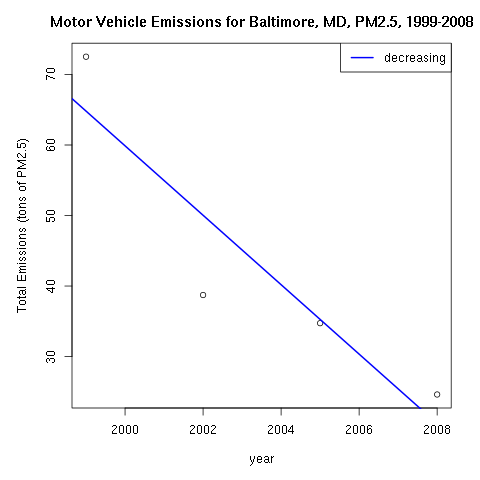 Motor Vehicle Emissions for Baltimore, MD, PM2.5, 1999-2008
decreasing
Total Emissions (tons of PM2.5)
70
60
50
40
30
2000 2002 2004 2006 2008
year